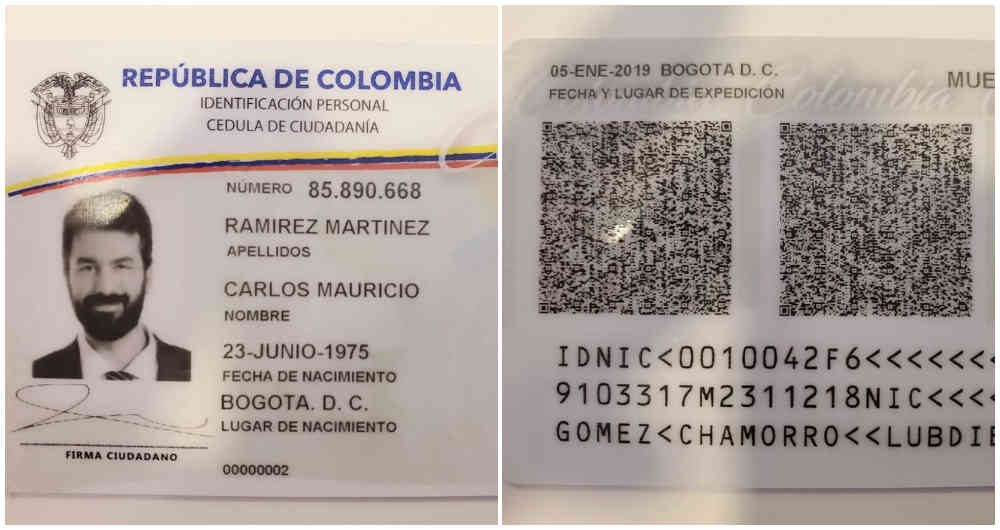 REPÚBLICA DE COLOMBIA
IDENTIFICACIÓN PERSONAL
CEDULA DE CIUDADANÍA
NÚMERO 85.890.668
RAMIREZ MARTINEZ
APELLIDOS
CARLOS MAURICIO
NOMBRE
23-JUNIO-1975
FECHA DE NACIMIENTO
BOGOTA. D. C.
LUGAR DE NACIMIENTO
FIRMA CIUDADANO
00000002
05-ENE-2019 BOGOTA D. C.
FECHA Y LUGAR DE EXPEDICIÓN
MUE
Colombia
IDNIC<0010042F6<<<<<<<
9103317M2311218NIC<<<<
GOMEZ<CHAMORRO<<LUBDIE